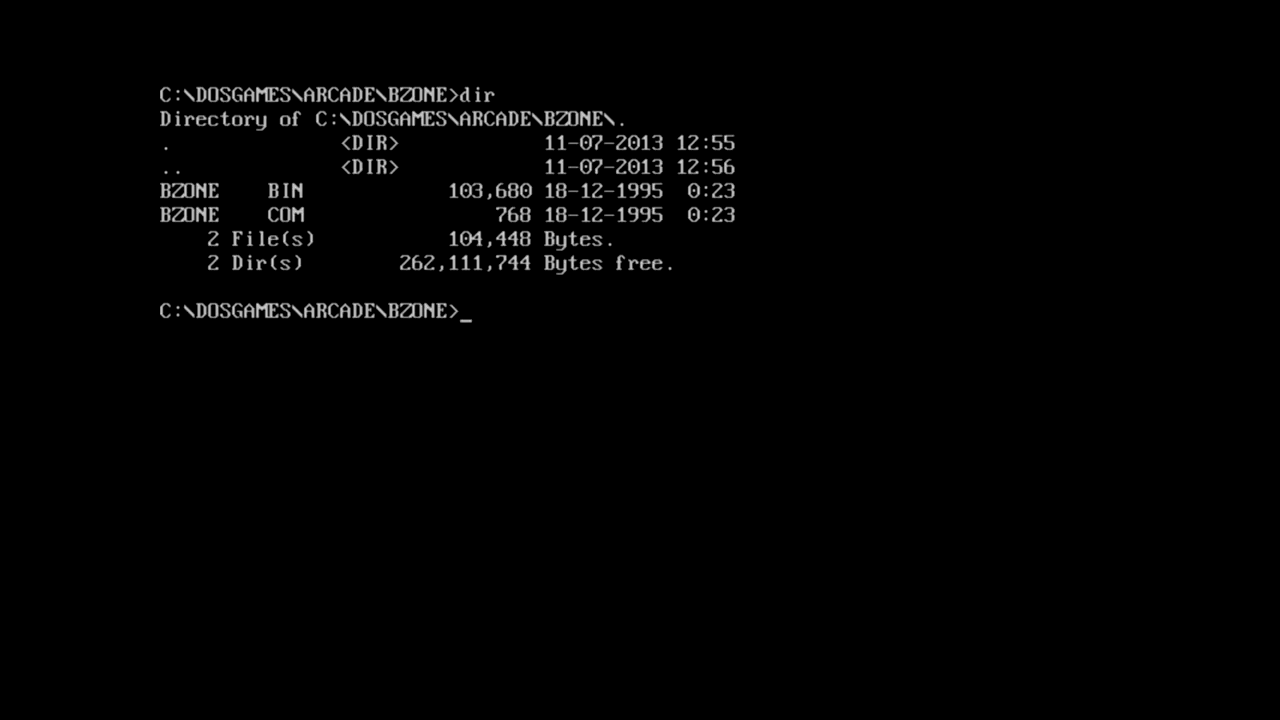 C:\DOSGAMES\ARCADE\BZONE>dir
Directory of C:\DOSGAMES\ARCADE\BZONE\.
.              <DIR>            11-07-2013 12:55
..             <DIR>            11-07-2013 12:56
BZONE    BIN            103,680 18-12-1995  0:23
BZONE    COM                768 18-12-1995  0:23
    2 File(s)           104,448 Bytes.
    2 Dir(s)        262,111,744 Bytes free.
C:\DOSGAMES\ARCADE\BZONE>_